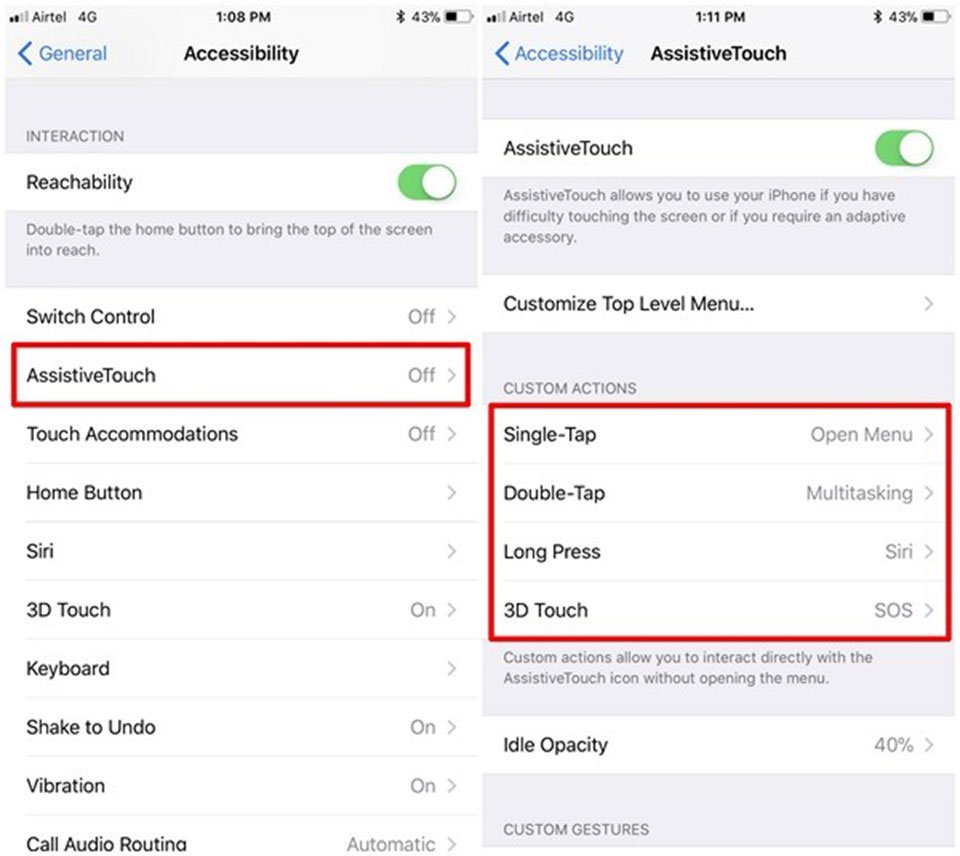 Airtel 4G 1:08 PM 43%
General Accessibility
INTERACTION
Reachability
Double-tap the home button to bring the top of the screen
into reach.
Switch Control Off
AssistiveTouch Off
Touch Accommodations Off
Home Button
Siri
3D Touch On
Keyboard
Shake to Undo On
Vibration On
Call Audio Routing Automatic
Airtel 4G 1:11 PM 43%
Accessibility AssistiveTouch
AssistiveTouch
AssistiveTouch allows you to use your iPhone if you have
difficulty touching the screen or if you require an adaptive
accessory.
Customize Top Level Menu...
CUSTOM ACTIONS
Single-Tap Open Menu
Double-Tap Multitasking
Long Press Siri
3D Touch SOS
Custom actions allow you to interact directly with the
AssistiveTouch icon without opening the menu.
Idle Opacity 40%
CUSTOM GESTURES